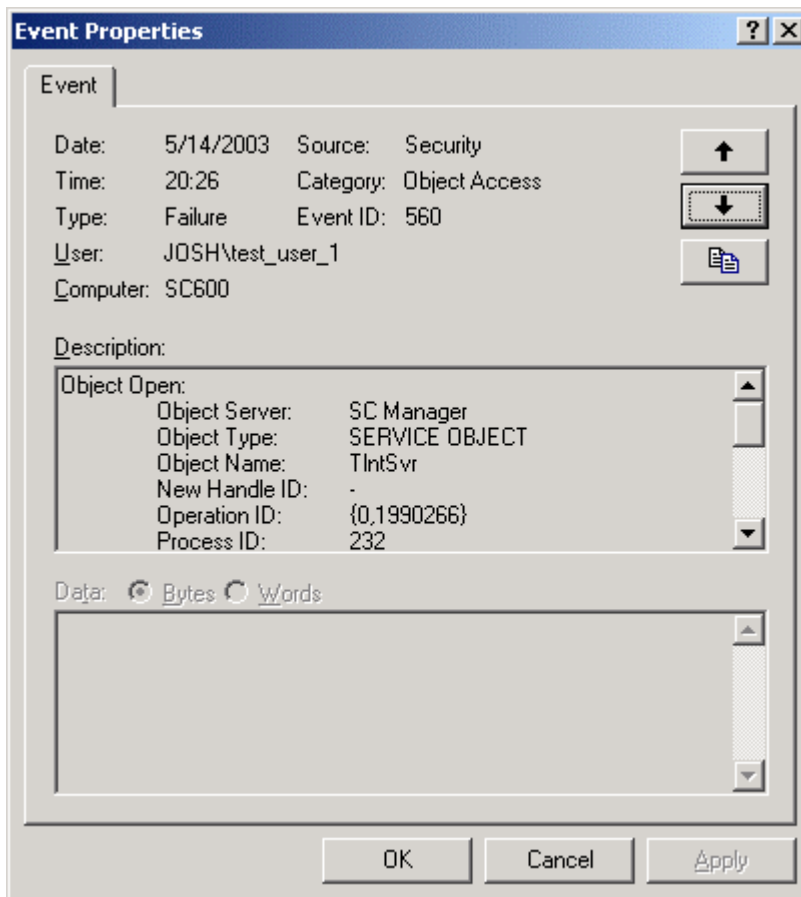 Event Properties
Event
Date: 5/14/2003 Source: Security
Time: 20:26 Category: Object Access
Type: Failure Event ID: 560
User: JOSH\test_user_1
Computer: SC600
Description:
Object Open:
Object Server: SC Manager
Object Type: SERVICE OBJECT
Object Name: TlntSvr
New Handle ID: -
Operation ID: {0,1990266}
Process ID: 232
Data: Bytes Words
OK Cancel Apply